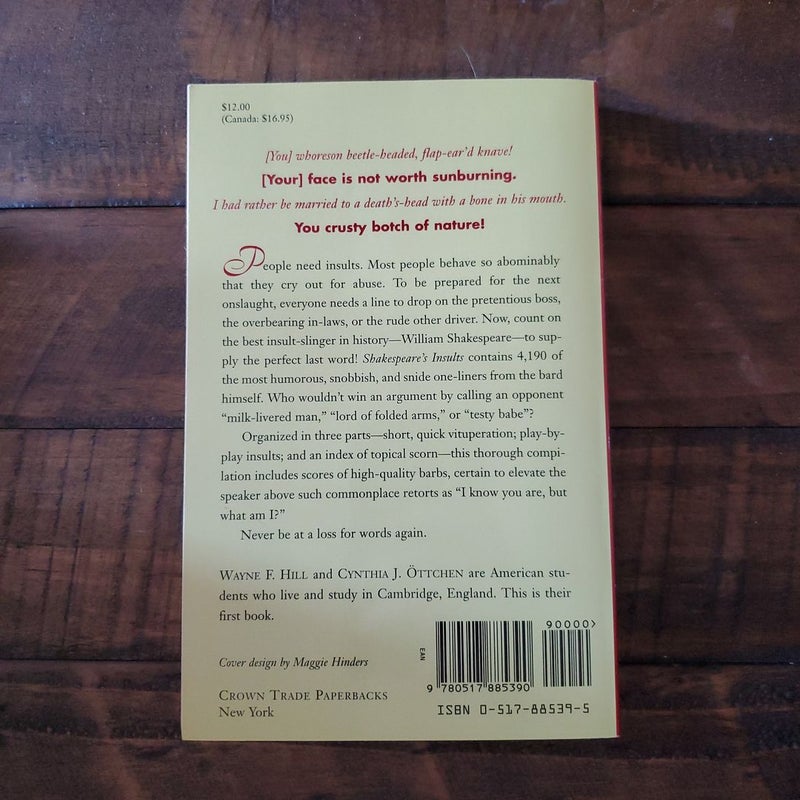 $12.00
(Canada: $16.95)
[You] whoreson beetle-headed, flap-ear'd knave!
[Your] face is not worth sunburning.
I had rather be married to a death's-head with a bone in his mouth.
You crusty botch of nature!
People need insults. Most people behave so abominably
that they cry out for abuse. To be prepared for the next
onslaught, everyone needs a line to drop on the pretentious boss,
the overbearing in-laws, or the rude other driver. Now, count on
the best insult-slinger in history—William Shakespeare—to sup-
ply the perfect last word! Shakespeare's Insults contains 4,190 of
the most humorous, snobbish, and snide one-liners from the bard
himself. Who wouldn't win an argument by calling an opponent
“milk-livered man,” “lord of folded arms,” or “testy babe”?
Organized in three parts—short, quick vituperation; play-by-
play insults; and an index of topical scorn—this thorough compi-
lation includes scores of high-quality barbs, certain to elevate the
speaker above such commonplace retorts as “I know you are, but
what am I?”
Never be at a loss for words again.
WAYNE F. HILL and CYNTHIA J. ÖTTCHEN are American stu-
dents who live and study in Cambridge, England. This is their
first book.
Cover design by Maggie Hinders
CROWN TRADE PAPERBACKS
New York
EAN
90000>
9 780517 885390
ISBN 0-517-88539-5